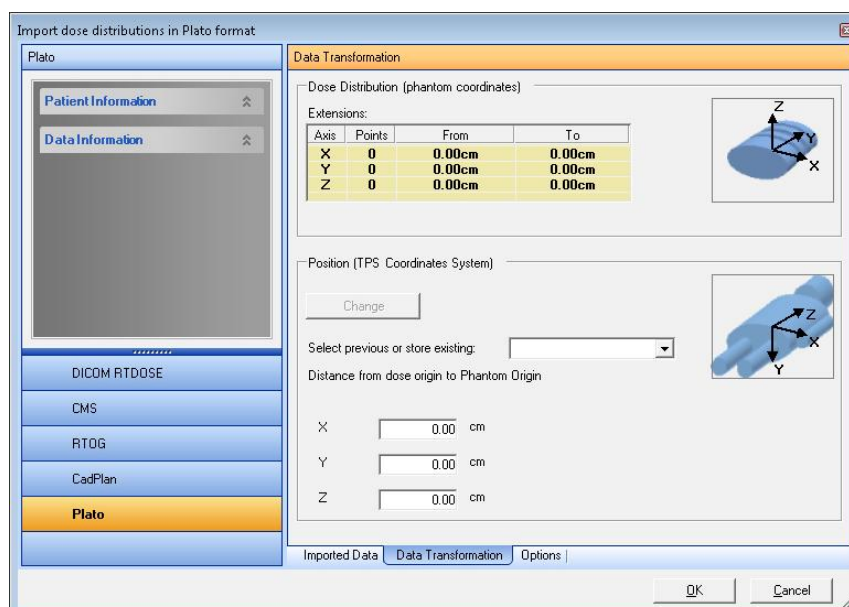 Import dose distributions in Plato format
Plato
Patient Information
Data Information
DICOM RTDOSE
CMS
RTOG
CadPlan
Plato
Data Transformation
Dose Distribution (phantom coordinates)
Extensions:
Axis Points From To
X 0 0.00cm 0.00cm
Y 0 0.00cm 0.00cm
Z 0 0.00cm 0.00cm
Z
Y
X
Position (TPS Coordinates System)
Change
Select previous or store existing:
Distance from dose origin to Phantom Origin
Z
X
Y
X 0.00 cm
Y 0.00 cm
Z 0.00 cm
Imported Data Data Transformation Options
OK Cancel